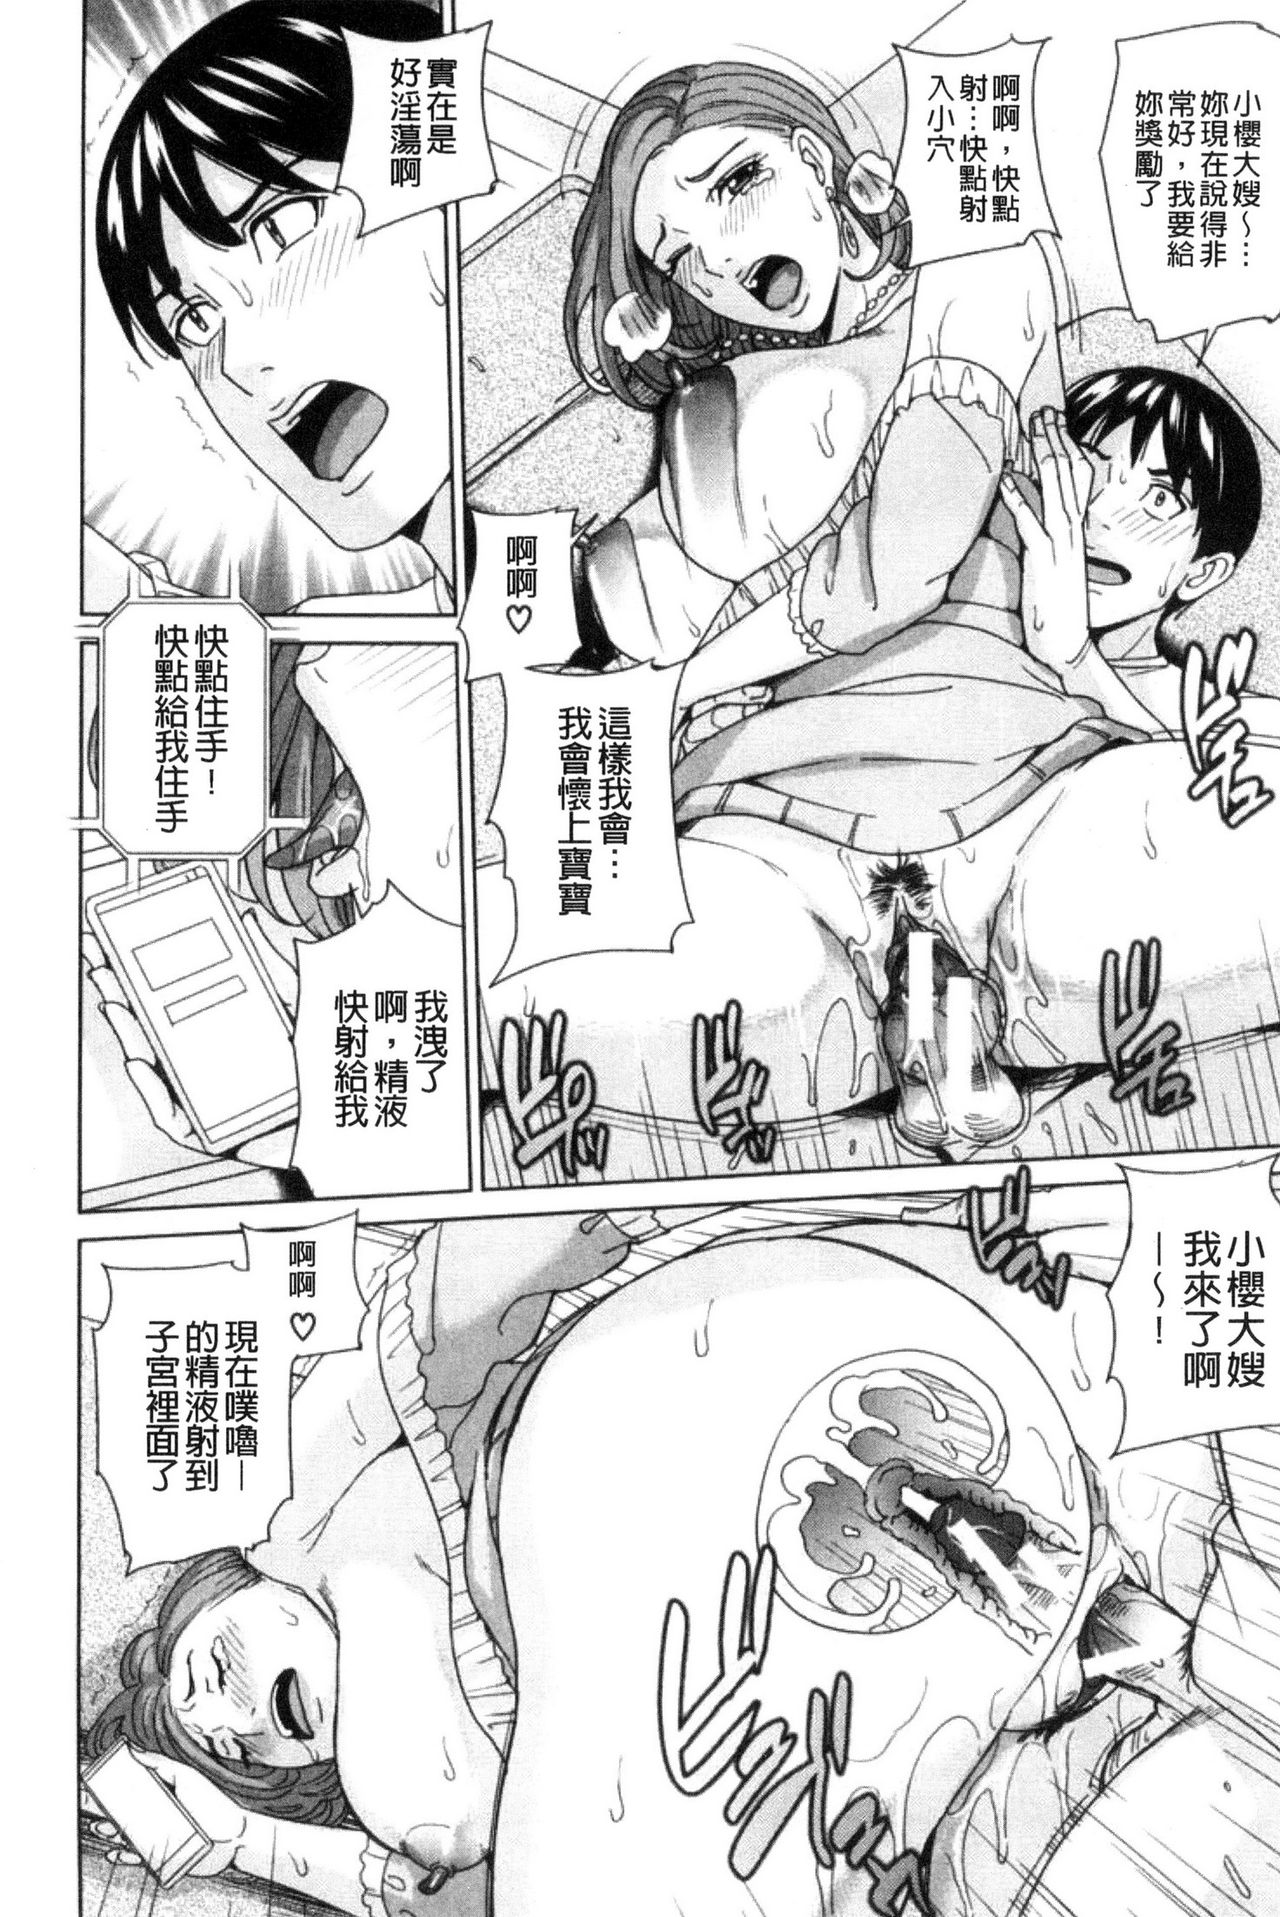 小櫻大嫂～…
妳現在說得非
常好，我要給
妳獎勵了
啊啊，快點
射…快點射
入小穴
實在是
好淫蕩啊
啊啊♡
這樣我會…
我會懷上寶寶
快點住手！
快點給我住手
我洩了
啊，精液
快射給我
小櫻大嫂
我來了啊
—～！
啊啊♡
現在噗嚕—
的精液射到
子宮裡面了